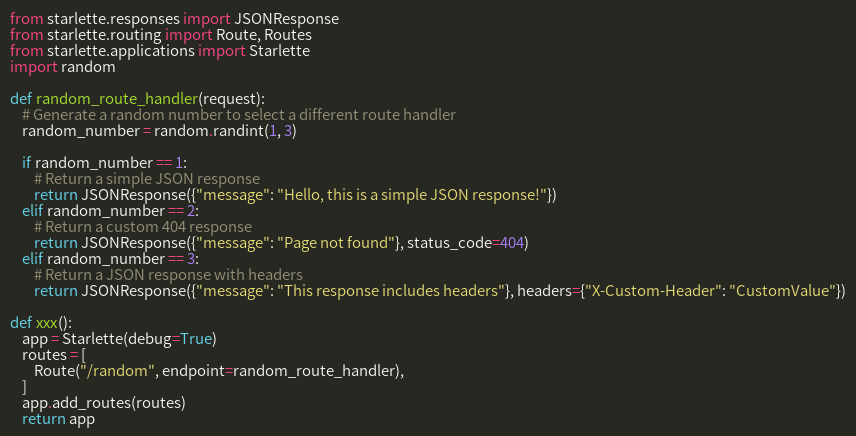 from starlette.responses import JSONResponse
from starlette.routing import Route, Routes
from starlette.applications import Starlette
import random

def random_route_handler(request):
    # Generate a random number to select a different route handler
    random_number = random.randint(1, 3)

    if random_number == 1:
        # Return a simple JSON response
        return JSONResponse({"message": "Hello, this is a simple JSON response!"})
    elif random_number == 2:
        # Return a custom 404 response
        return JSONResponse({"message": "Page not found"}, status_code=404)
    elif random_number == 3:
        # Return a JSON response with headers
        return JSONResponse({"message": "This response includes headers"}, headers={"X-Custom-Header": "CustomValue"})

def xxx():
    app = Starlette(debug=True)
    routes = [
        Route("/random", endpoint=random_route_handler),
    ]
    app.add_routes(routes)
    return app